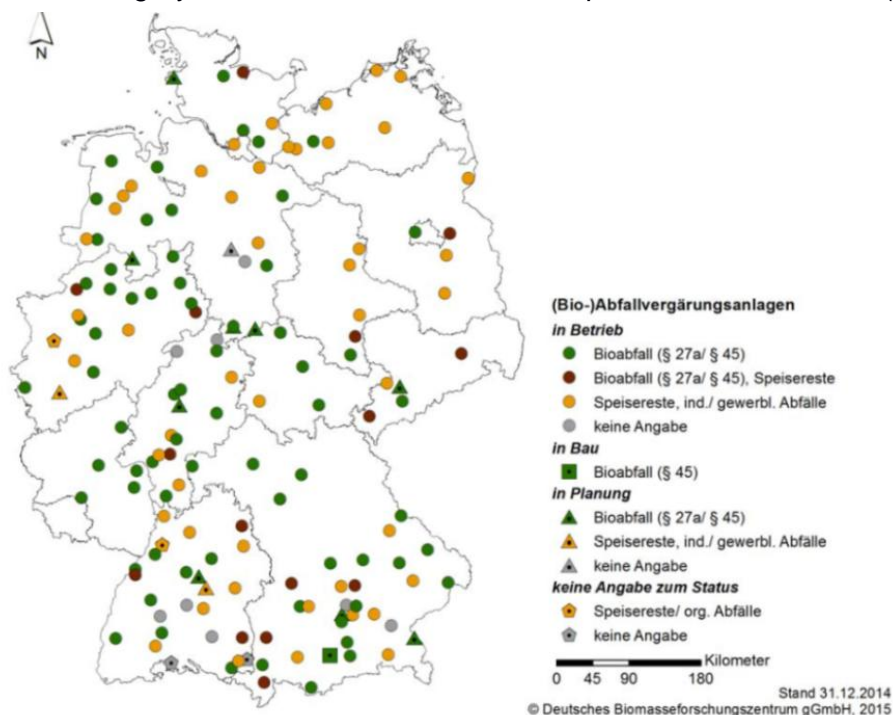 N
(Bio-)Abfallvergärungsanlagen
in Betrieb
Bioabfall (§ 27a/ § 45)
Bioabfall (§ 27a/ § 45), Speisereste
Speisereste, ind./ gewerbl. Abfälle
keine Angabe
in Bau
Bioabfall (§ 45)
in Planung
Bioabfall (§ 27a/ § 45)
Speisereste, ind./ gewerbl. Abfälle
keine Angabe
keine Angabe zum Status
Speisereste/ org. Abfälle
keine Angabe
Kilometer
0 45 90 180
Stand 31.12.2014
© Deutsches Biomasseforschungszentrum gGmbH, 2015